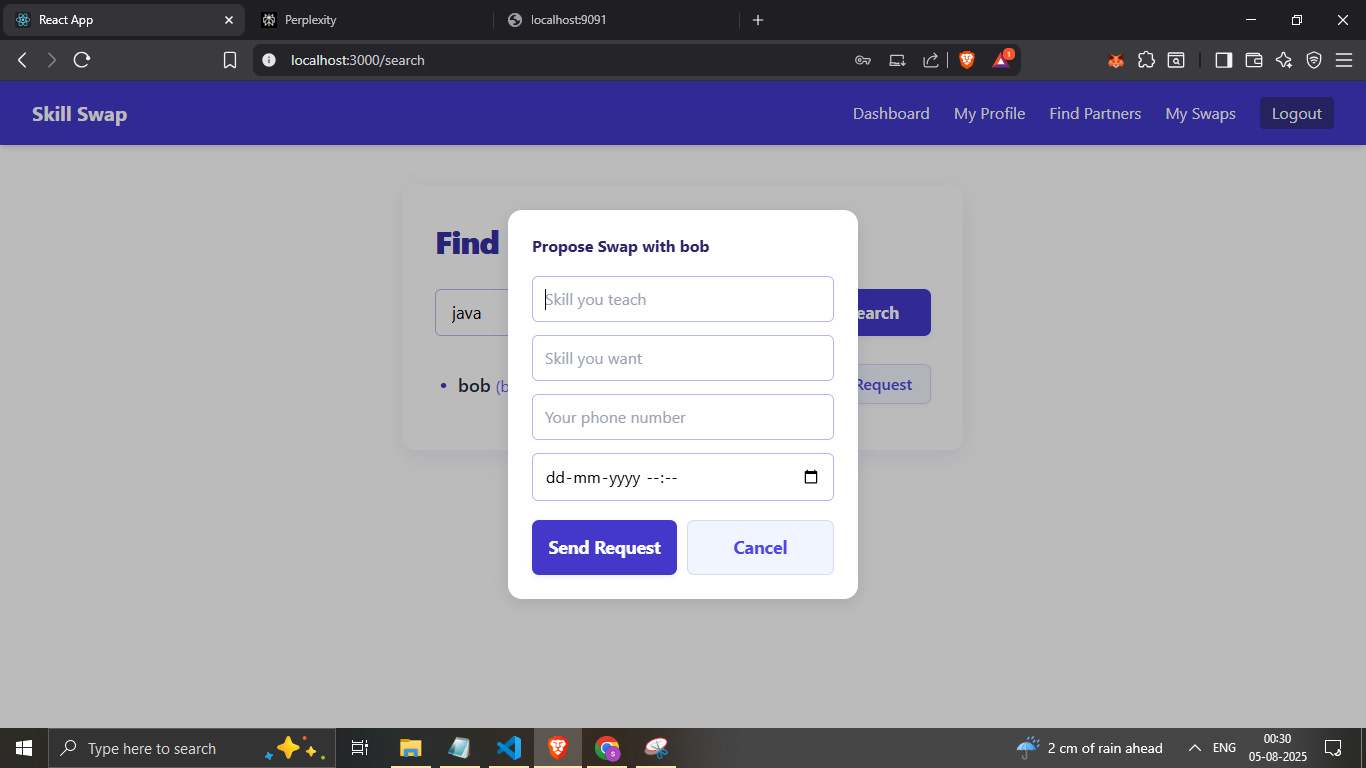 React App
Perplexity
localhost:9091
localhost:3000/search
1
Skill Swap
Dashboard
My Profile
Find Partners
My Swaps
Logout
Find
java
earch
bob (b
Request
Propose Swap with bob
Skill you teach
Skill you want
Your phone number
dd-mm-yyyy --:--
Send Request
Cancel
Type here to search
S
2 cm of rain ahead
ENG
00:30
05-08-2025